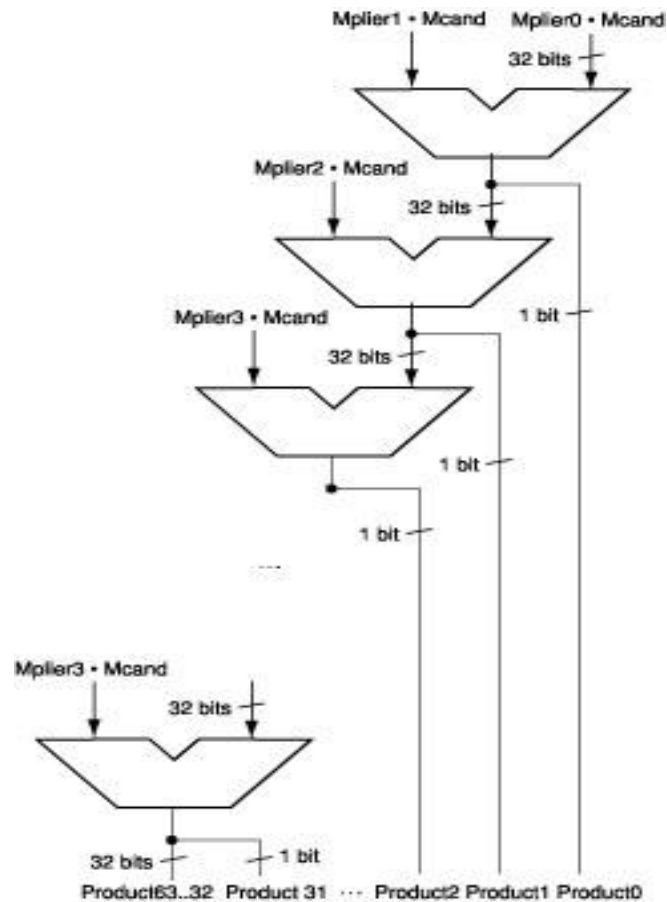 Mplier1 • Mcand Mplier0 • Mcand
32 bits
Mplier2 • Mcand
32 bits
1 bit
Mplier3 • Mcand
32 bits
1 bit
1 bit
...
Mplier3 • Mcand
32 bits
32 bits 1 bit
Product63..32 Product 31 ... Product2 Product1 Product0